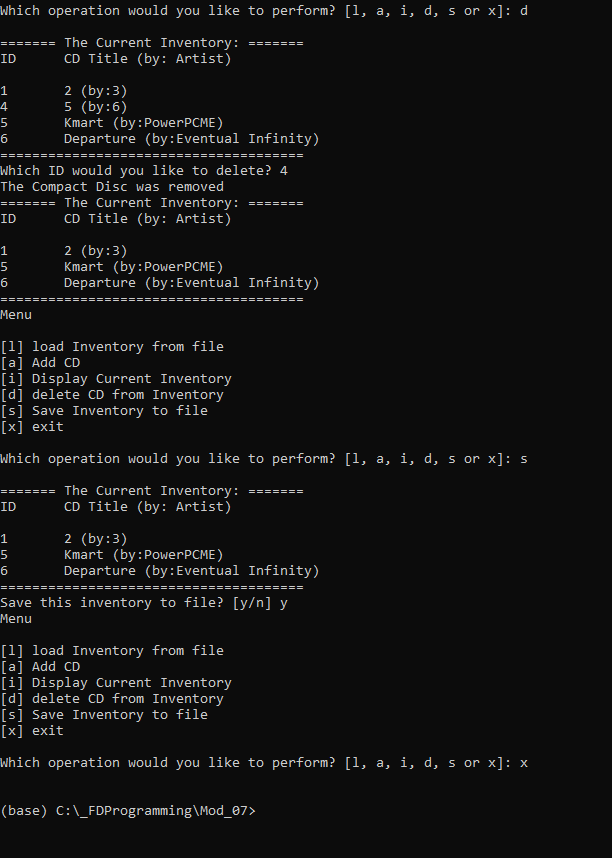 Which operation would you like to perform? [l, a, i, d, s or x]: d
======= The Current Inventory: =======
ID      CD Title (by: Artist)
1       2 (by:3)
4       5 (by:6)
5       Kmart (by:PowerPCME)
6       Departure (by:Eventual Infinity)
======================================
Which ID would you like to delete? 4
The Compact Disc was removed
======= The Current Inventory: =======
ID      CD Title (by: Artist)
1       2 (by:3)
5       Kmart (by:PowerPCME)
6       Departure (by:Eventual Infinity)
======================================
Menu
[l] load Inventory from file
[a] Add CD
[i] Display Current Inventory
[d] delete CD from Inventory
[s] Save Inventory to file
[x] exit
Which operation would you like to perform? [l, a, i, d, s or x]: s
======= The Current Inventory: =======
ID      CD Title (by: Artist)
1       2 (by:3)
5       Kmart (by:PowerPCME)
6       Departure (by:Eventual Infinity)
======================================
Save this inventory to file? [y/n] y
Menu
[l] load Inventory from file
[a] Add CD
[i] Display Current Inventory
[d] delete CD from Inventory
[s] Save Inventory to file
[x] exit
Which operation would you like to perform? [l, a, i, d, s or x]: x
(base) C:\_FDProgramming\Mod_07>